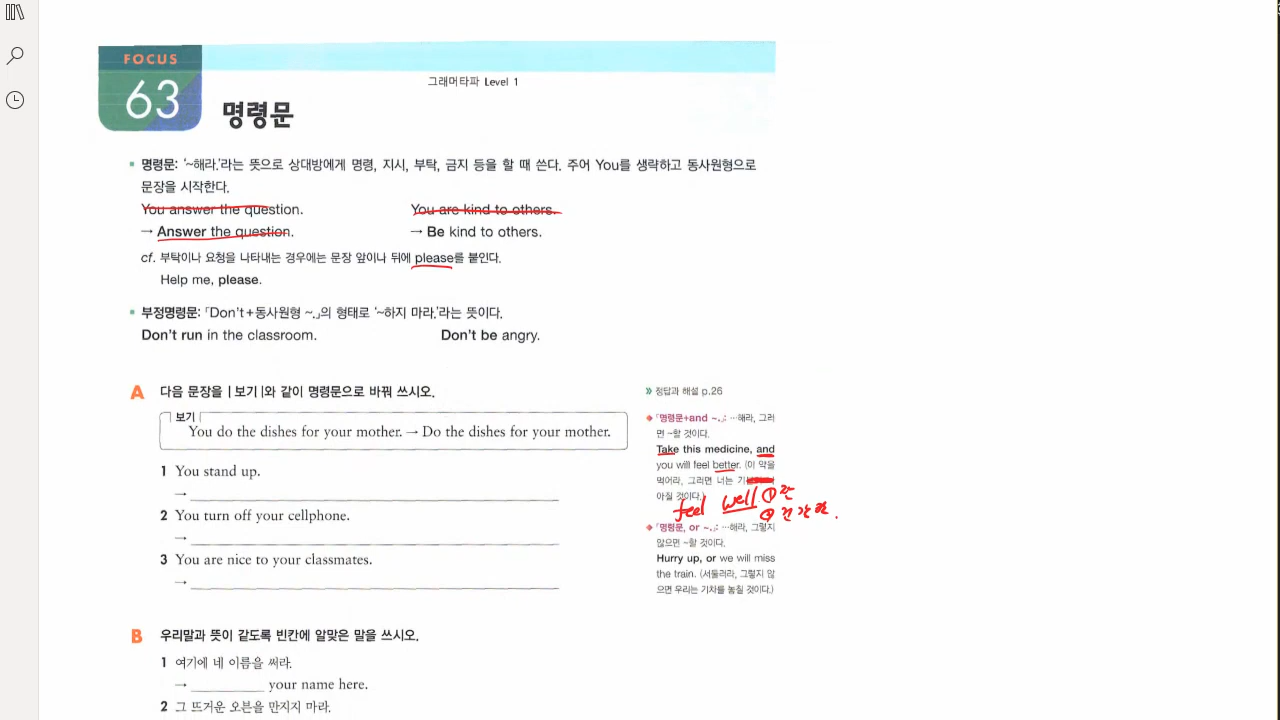 FOCUS
63
그래머타파 Level 1
명령문
명령문: ‘~해라.’라는 뜻으로 상대방에게 명령, 지시, 부탁, 금지 등을 할 때 쓴다. 주어 You를 생략하고 동사원형으로
문장을 시작한다.
You answer the question. You are kind to others.
→ Answer the question. → Be kind to others.
cf. 부탁이나 요청을 나타내는 경우에는 문장 앞이나 뒤에 please를 붙인다.
Help me, please.
부정명령문: 「Don't+동사원형 ~.」의 형태로 ‘~하지 마라.’라는 뜻이다.
Don't run in the classroom. Don't be angry.
A 다음 문장을 |보기|와 같이 명령문으로 바꿔 쓰시오.
보기
You do the dishes for your mother. → Do the dishes for your mother.
1 You stand up.
→
2 You turn off your cellphone.
→
3 You are nice to your classmates.
→
» 정답과 해설 p.26
「명령문+and ~.」: …해라, 그러
면 ~할 것이다.
Take this medicine, and
you will feel better. (이 약을
먹어라, 그러면 너는
아질 것이다.)
feel well ①
②
「명령문, or ~.」: …해라, 그렇지
않으면 ~할 것이다.
Hurry up, or we will miss
the train. (서둘러라, 그렇지 않
으면 우리는 기차를 놓칠 것이다.)
B 우리말과 뜻이 같도록 빈칸에 알맞은 말을 쓰시오.
1 여기에 네 이름을 써라.
→ __________ your name here.
2 그 뜨거운 오븐을 만지지 마라.